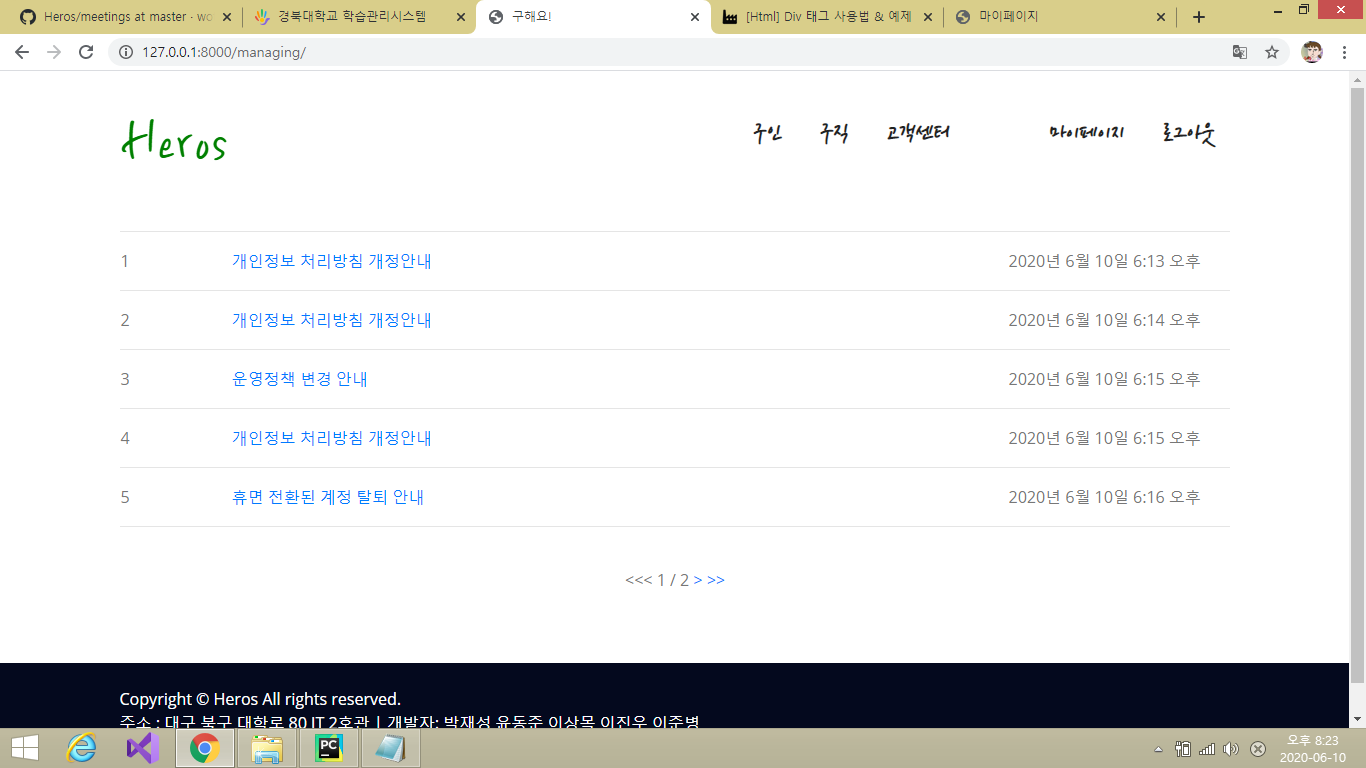 Heros/meetings at master · wo
경북대학교 학습관리시스템
구해요!
[Html] Div 태그 사용법 & 예제
마이페이지
127.0.0.1:8000/managing/
Heros
구인 구직 고객센터 마이페이지 로그아웃
1 개인정보 처리방침 개정안내 2020년 6월 10일 6:13 오후
2 개인정보 처리방침 개정안내 2020년 6월 10일 6:14 오후
3 운영정책 변경 안내 2020년 6월 10일 6:15 오후
4 개인정보 처리방침 개정안내 2020년 6월 10일 6:15 오후
5 휴면 전환된 계정 탈퇴 안내 2020년 6월 10일 6:16 오후
<<< 1 / 2 > >>
Copyright © Heros All rights reserved.
주소 : 대구 북구 대학로 80 IT 2호관 | 개발자: 박재성 윤동준 이상목 이진우 이준병
PC
오후 8:23
2020-06-10